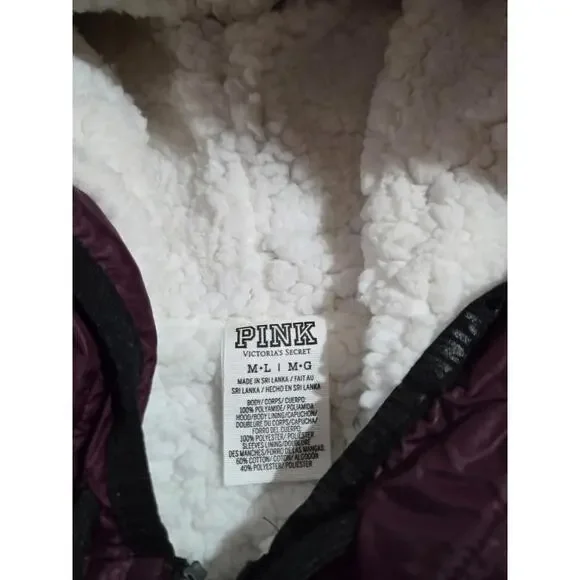 PINK
VICTORIA'S SECRET
M•L | M•G
MADE IN SRI LANKA / FAIT AU
SRI LANKA / HECHO EN SRI LANKA
BODY/ CORPS/ CUERPO:
100% POLYAMIDE/ POLIAMIDA
HOOD/BODY LINING/CAPUCHON/
DOUBLURE DU CORPS/CAPUCHA/
FORRO DEL CUERPO:
100% POLYESTER/ POLIÉSTER
SLEEVES LINING/DOUBLURE
DES MANCHES/FORRO DE LAS MANGAS:
60% COTTON/ COTON/ ALGODÓN
40% POLYESTER/ POLIÉSTER